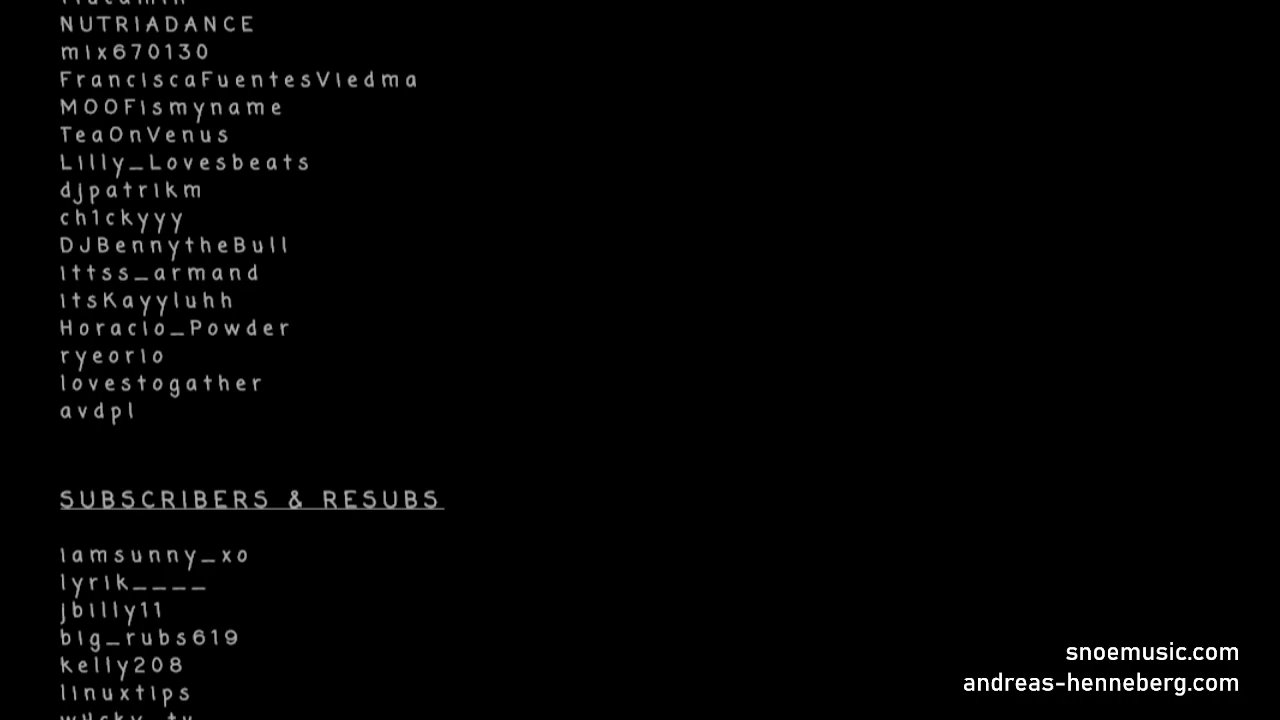 NUTRIADANCE
mix670130
FranciscaFuentesViedma
MOOFismyname
TeaOnVenus
Lilly_Lovesbeats
djpatrikm
ch1ckyyy
DJBennytheBull
ittss_armand
itsKayyluhh
Horacio_Powder
ryeorio
lovestogather
avdpl
SUBSCRIBERS & RESUBS
iamsunny_xo
lyrik____
jbilly11
big_rubs619
kelly208
linuxtips
snoemusic.com
andreas-henneberg.com